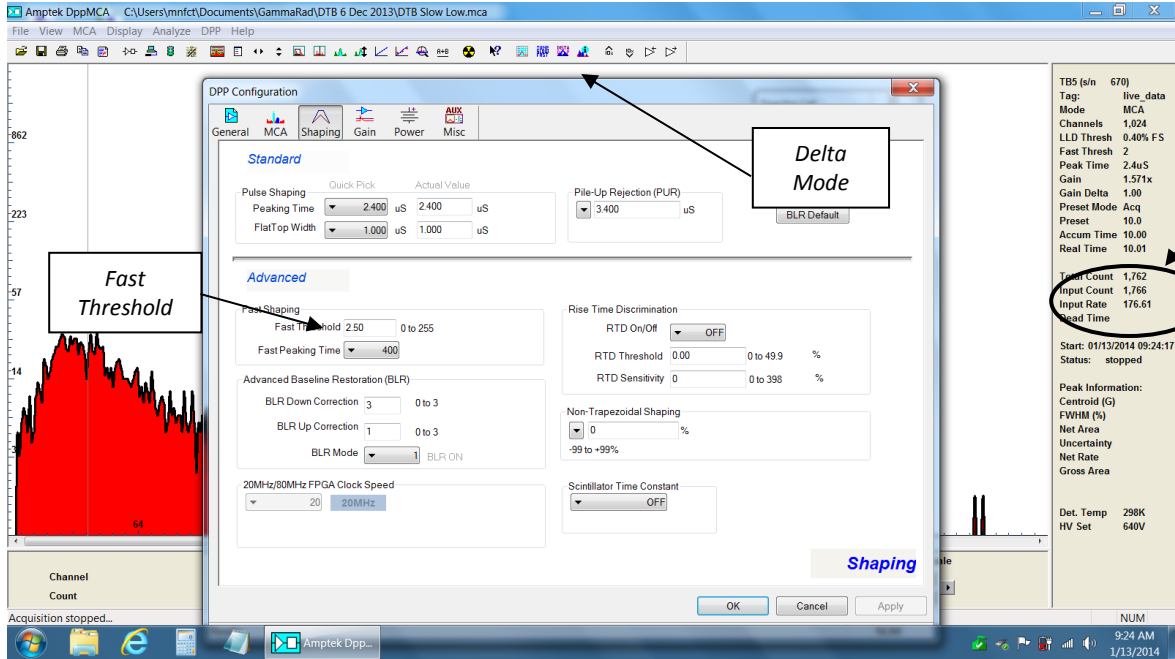 Amptek DppMCA C:\Users\mnfct\Documents\GammaRad\DTB 6 Dec 2013\DTB Slow Low.mca
File View MCA Display Analyze DPP Help
DPP Configuration
General MCA Shaping Gain Power Misc
AUX
Standard
Pulse Shaping
Quick Pick Actual Value
Peaking Time 2.400 uS 2.400 uS
FlatTop Width 1.000 uS 1.000 uS
Pile-Up Rejection (PUR)
3.400 uS
BLR Default
Delta
Mode
Advanced
Fast Shaping
Fast Threshold 2.50 0 to 255
Fast Peaking Time 400
Fast
Threshold
Advanced Baseline Restoration (BLR)
BLR Down Correction 3 0 to 3
BLR Up Correction 1 0 to 3
BLR Mode 1 BLR ON
20MHz/80MHz FPGA Clock Speed
20 20MHz
Rise Time Discrimination
RTD On/Off OFF
RTD Threshold 0.00 0 to 49.9 %
RTD Sensitivity 0 0 to 398 %
Non-Trapezoidal Shaping
0 %
-99 to +99%
Scintillator Time Constant
OFF
Shaping
OK Cancel Apply
862
223
57
14
3
64
TB5 (s/n 670)
Tag: live_data
Mode MCA
Channels 1,024
LLD Thresh 0.40% FS
Fast Thresh 2
Peak Time 2.4uS
Gain 1.571x
Gain Delta 1.00
Preset Mode Acq
Preset 10.0
Accum Time 10.00
Real Time 10.01
Total Count 1,762
Input Count 1,766
Input Rate 176.61
Dead Time
Start: 01/13/2014 09:24:17
Status: stopped
Peak Information:
Centroid (G)
FWHM (%)
Net Area
Uncertainty
Net Rate
Gross Area
Det. Temp 298K
HV Set 640V
Channel
Count
Acquisition stopped...
NUM
Amptek Dpp...
9:24 AM
1/13/2014